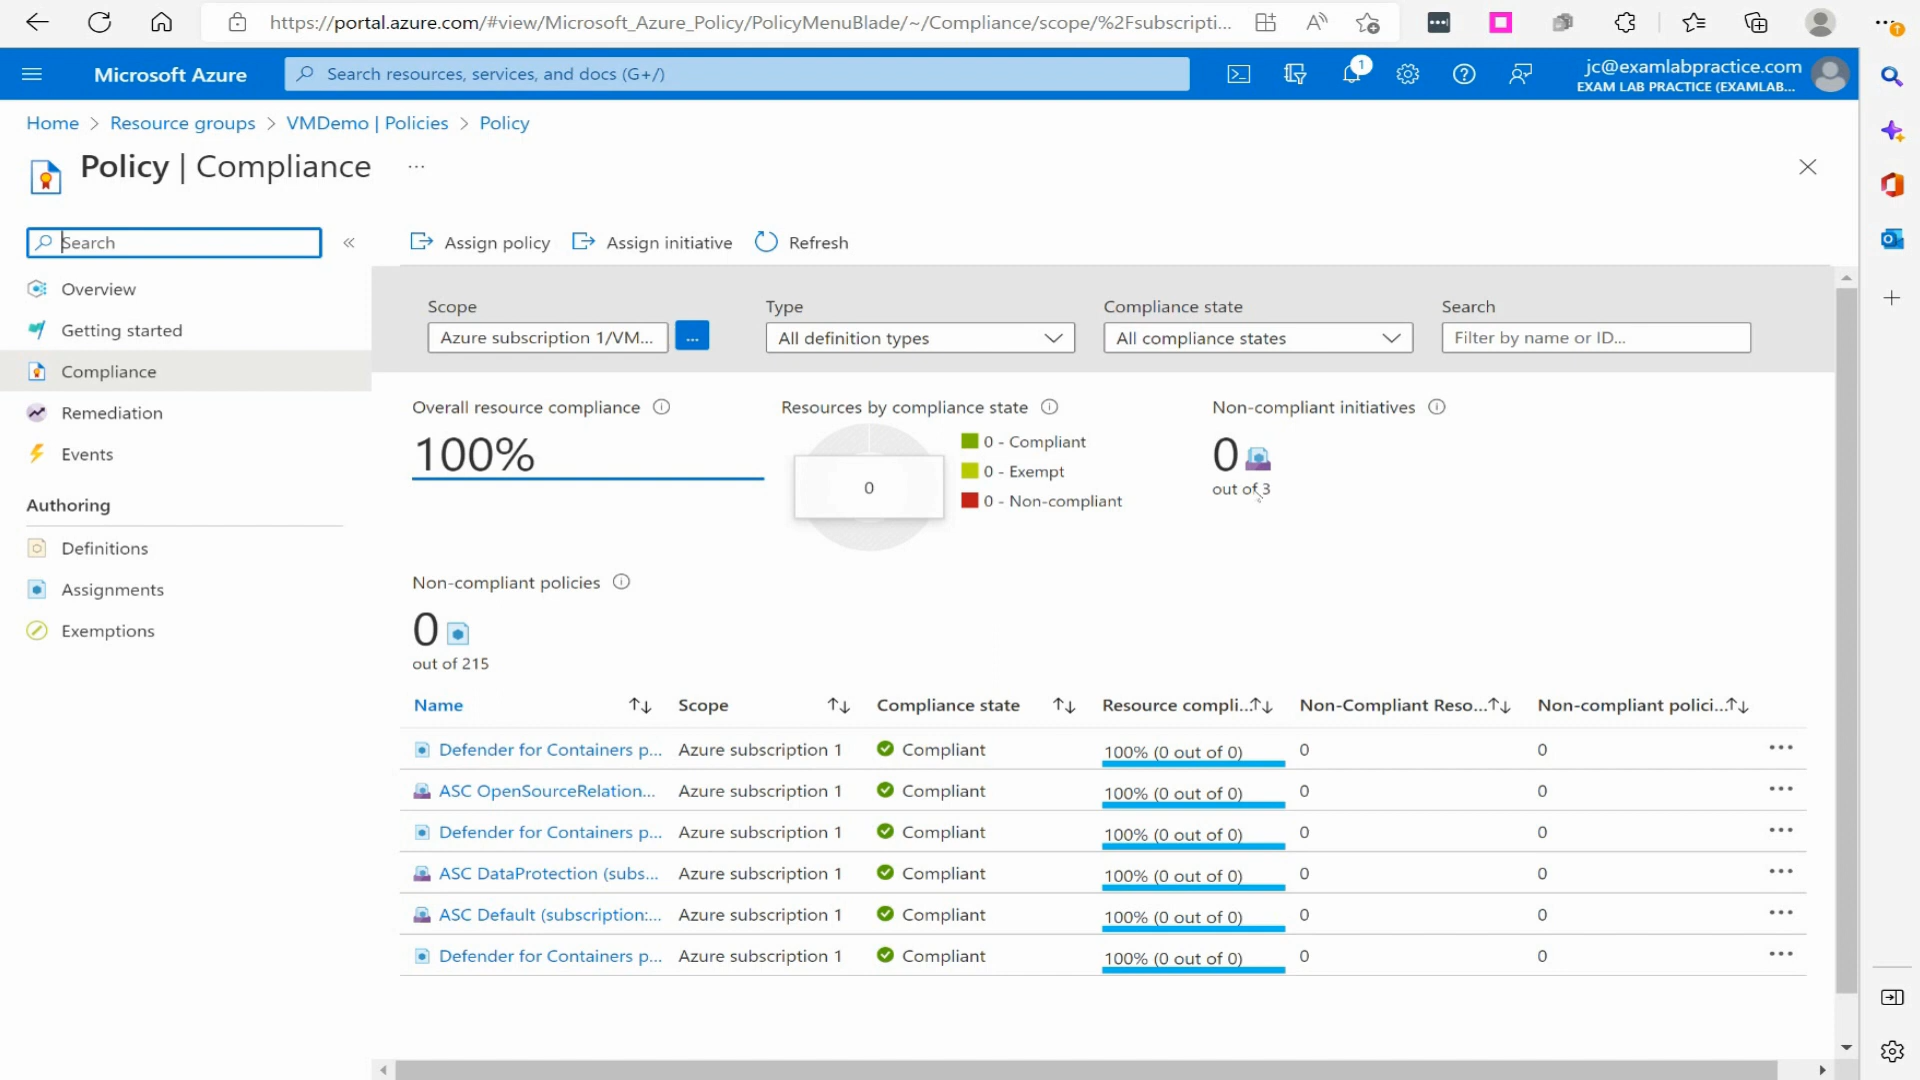 https://portal.azure.com/#view/Microsoft_Azure_Policy/PolicyMenuBlade/~/Compliance/scope/%2Fsubscripti...
Microsoft Azure
Search resources, services, and docs (G+/)
1
jc@examlabpractice.com
EXAM LAB PRACTICE (EXAMLAB...
Home > Resource groups > VMDemo | Policies > Policy
Policy | Compliance ...
Search
«
Assign policy
Assign initiative
Refresh
Overview
Getting started
Compliance
Remediation
Events
Authoring
Definitions
Assignments
Exemptions
Scope
Type
Compliance state
Search
Azure subscription 1/VM...
...
All definition types
All compliance states
Filter by name or ID...
Overall resource compliance
100%
Resources by compliance state
0
0 - Compliant
0 - Exempt
0 - Non-compliant
Non-compliant initiatives
0
out of 3
Non-compliant policies
0
out of 215
Name Scope Compliance state Resource compli... Non-Compliant Reso... Non-compliant polici...
Defender for Containers p... Azure subscription 1 Compliant 100% (0 out of 0) 0 0 ...
ASC OpenSourceRelation... Azure subscription 1 Compliant 100% (0 out of 0) 0 0 ...
Defender for Containers p... Azure subscription 1 Compliant 100% (0 out of 0) 0 0 ...
ASC DataProtection (subs... Azure subscription 1 Compliant 100% (0 out of 0) 0 0 ...
ASC Default (subscription:... Azure subscription 1 Compliant 100% (0 out of 0) 0 0 ...
Defender for Containers p... Azure subscription 1 Compliant 100% (0 out of 0) 0 0 ...